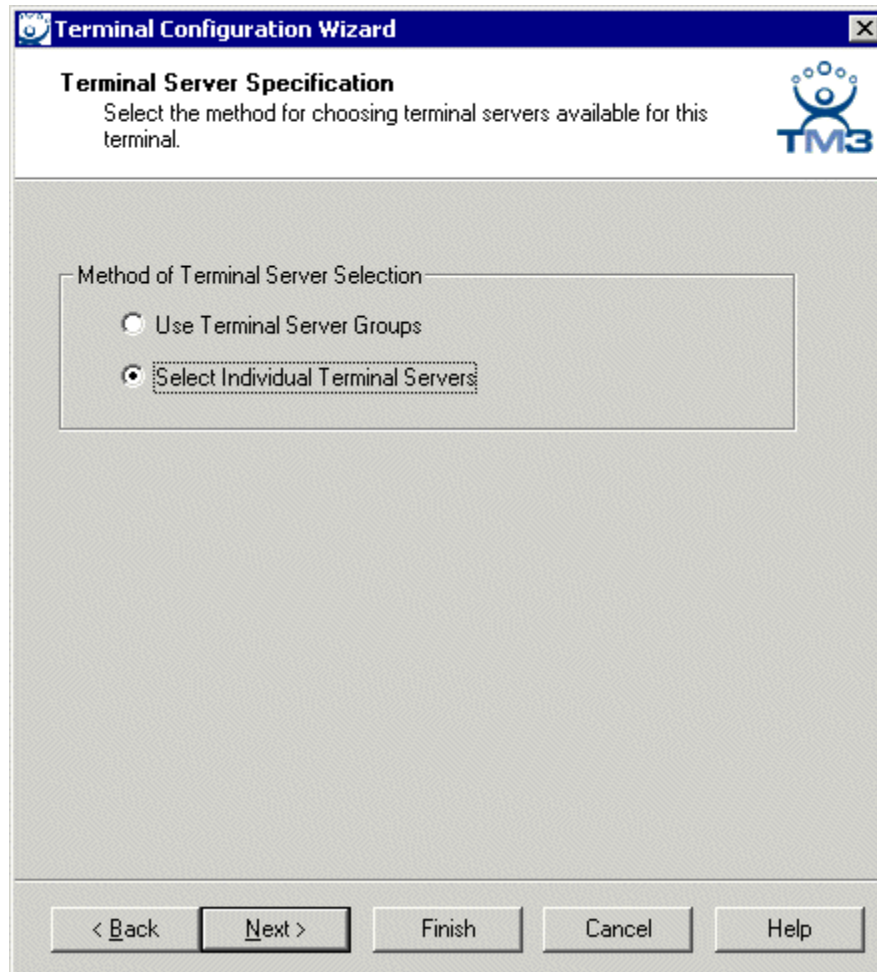 Terminal Configuration Wizard
Terminal Server Specification
Select the method for choosing terminal servers available for this
terminal.
TM3
Method of Terminal Server Selection
Use Terminal Server Groups
Select Individual Terminal Servers
< Back
Next >
Finish
Cancel
Help